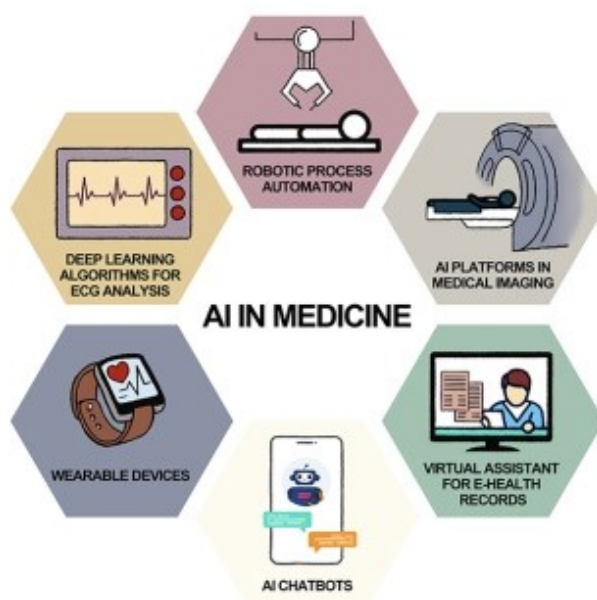 ROBOTIC PROCESS
AUTOMATION
DEEP LEARNING
ALGORITHMS FOR
ECG ANALYSIS
AI PLATFORMS IN
MEDICAL IMAGING
AI IN MEDICINE
WEARABLE DEVICES
VIRTUAL ASSISTANT
FOR E-HEALTH
RECORDS
AI CHATBOTS